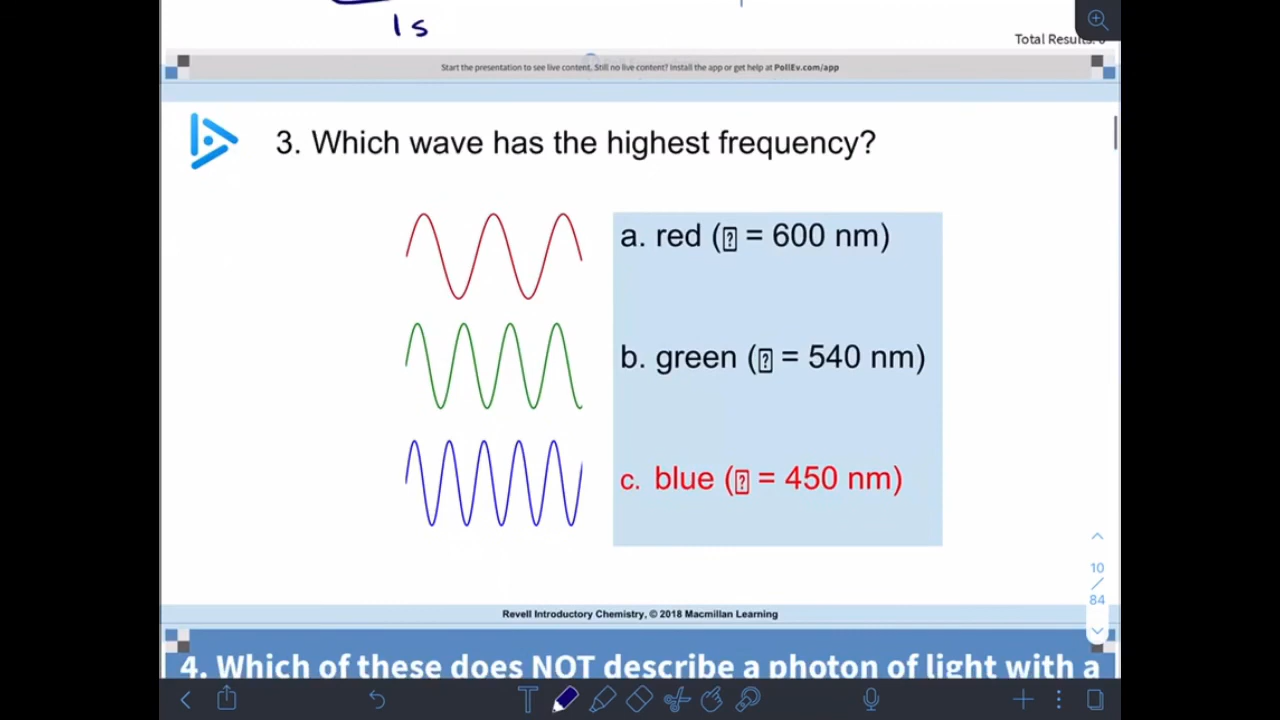 1s
Total Results: 0
Start the presentation to see live content. Still no live content? Install the app or get help at PollEv.com/app
3. Which wave has the highest frequency?
a. red (� = 600 nm)
b. green (� = 540 nm)
c. blue (� = 450 nm)
10
/
84
Revell Introductory Chemistry, © 2018 Macmillan Learning
4. Which of these does NOT describe a photon of light with a
T